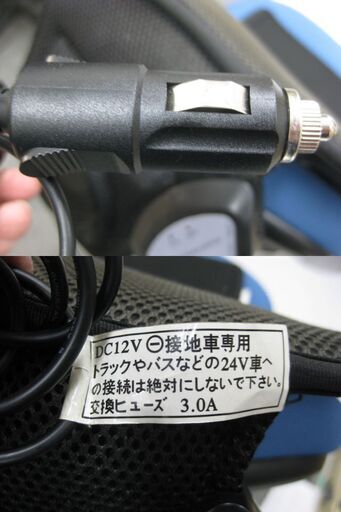 DC12V ⊖接地車専用
トラックやバスなどの24V車へ
の接続は絶対にしないで下さい。
交換ヒューズ 3.0A